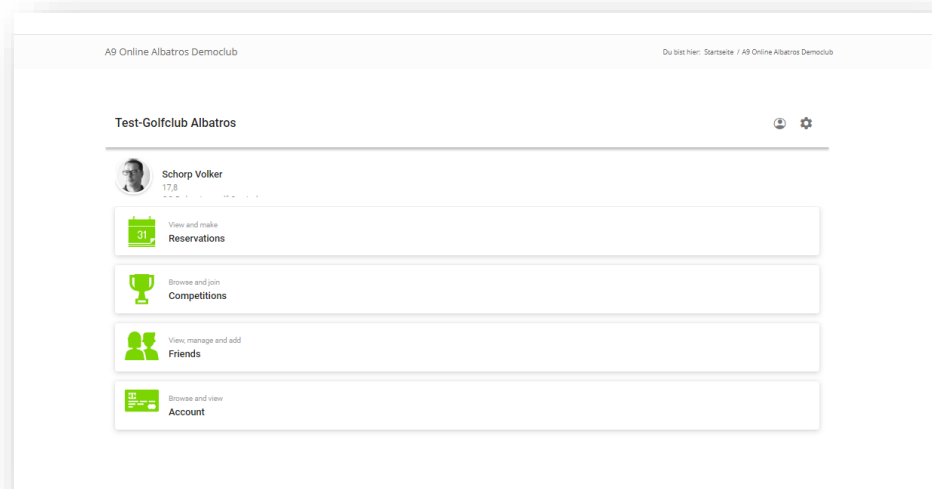 A9 Online Albatros Democlub
Du bist hier: Startseite / A9 Online Albatros Democlub
Test-Golfclub Albatros
Schorp Volker
17,8
View and make
31
Reservations
Browse and join
Competitions
View, manage and add
Friends
Browse and view
Account